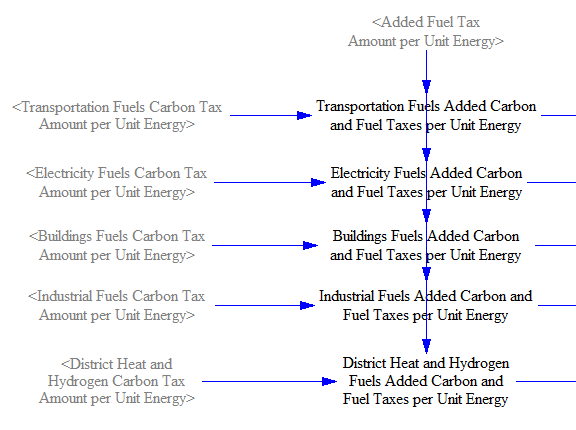 <Added Fuel Tax
Amount per Unit Energy>
<Transportation Fuels Carbon Tax
Amount per Unit Energy>
Transportation Fuels Added Carbon
and Fuel Taxes per Unit Energy
<Electricity Fuels Carbon Tax
Amount per Unit Energy>
Electricity Fuels Added Carbon
and Fuel Taxes per Unit Energy
<Buildings Fuels Carbon Tax
Amount per Unit Energy>
Buildings Fuels Added Carbon
and Fuel Taxes per Unit Energy
<Industrial Fuels Carbon Tax
Amount per Unit Energy>
Industrial Fuels Added Carbon and
Fuel Taxes per Unit Energy
<District Heat and
Hydrogen Carbon Tax
Amount per Unit Energy>
District Heat and Hydrogen
Fuels Added Carbon and
Fuel Taxes per Unit Energy